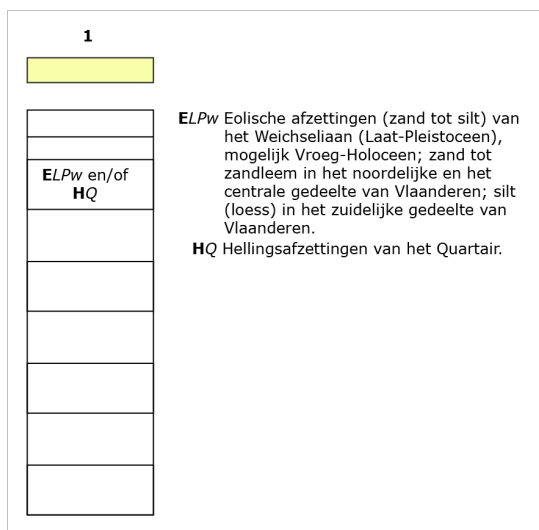 1
ELPw en/of
HQ
ELPw Eolische afzettingen (zand tot silt) van
het Weichseliaan (Laat-Pleistoceen),
mogelijk Vroeg-Holoceen; zand tot
zandleem in het noordelijke en het
centrale gedeelte van Vlaanderen; silt
(loess) in het zuidelijke gedeelte van
Vlaanderen.
HQ Hellingsafzettingen van het Quartair.